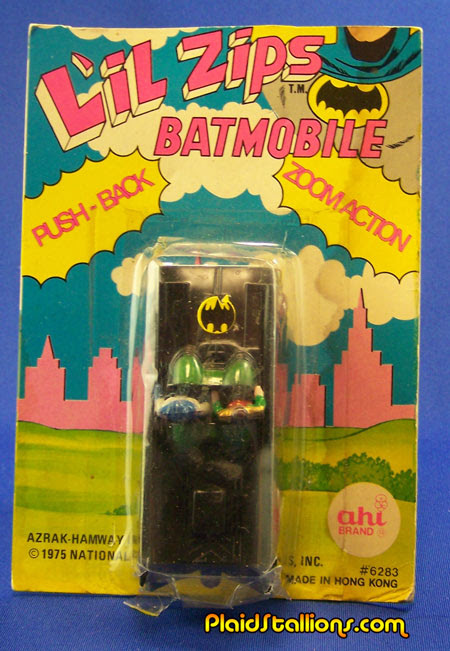 L'il Zips
T.M.
BATMOBILE
PUSH-BACK
ZOOM ACTION
ahi
BRAND ®
AZRAK-HAMWAY
© 1975 NATIONAL
INC.
#6283
MADE IN HONG KONG
PlaidStallions.com